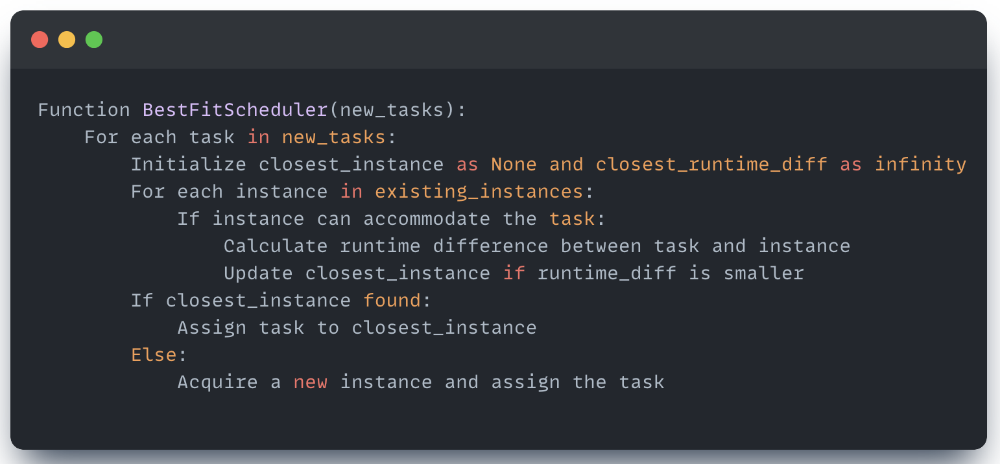 Function BestFitScheduler(new_tasks):
    For each task in new_tasks:
        Initialize closest_instance as None and closest_runtime_diff as infinity
        For each instance in existing_instances:
            If instance can accommodate the task:
                Calculate runtime difference between task and instance
                Update closest_instance if runtime_diff is smaller
        If closest_instance found:
            Assign task to closest_instance
        Else:
            Acquire a new instance and assign the task